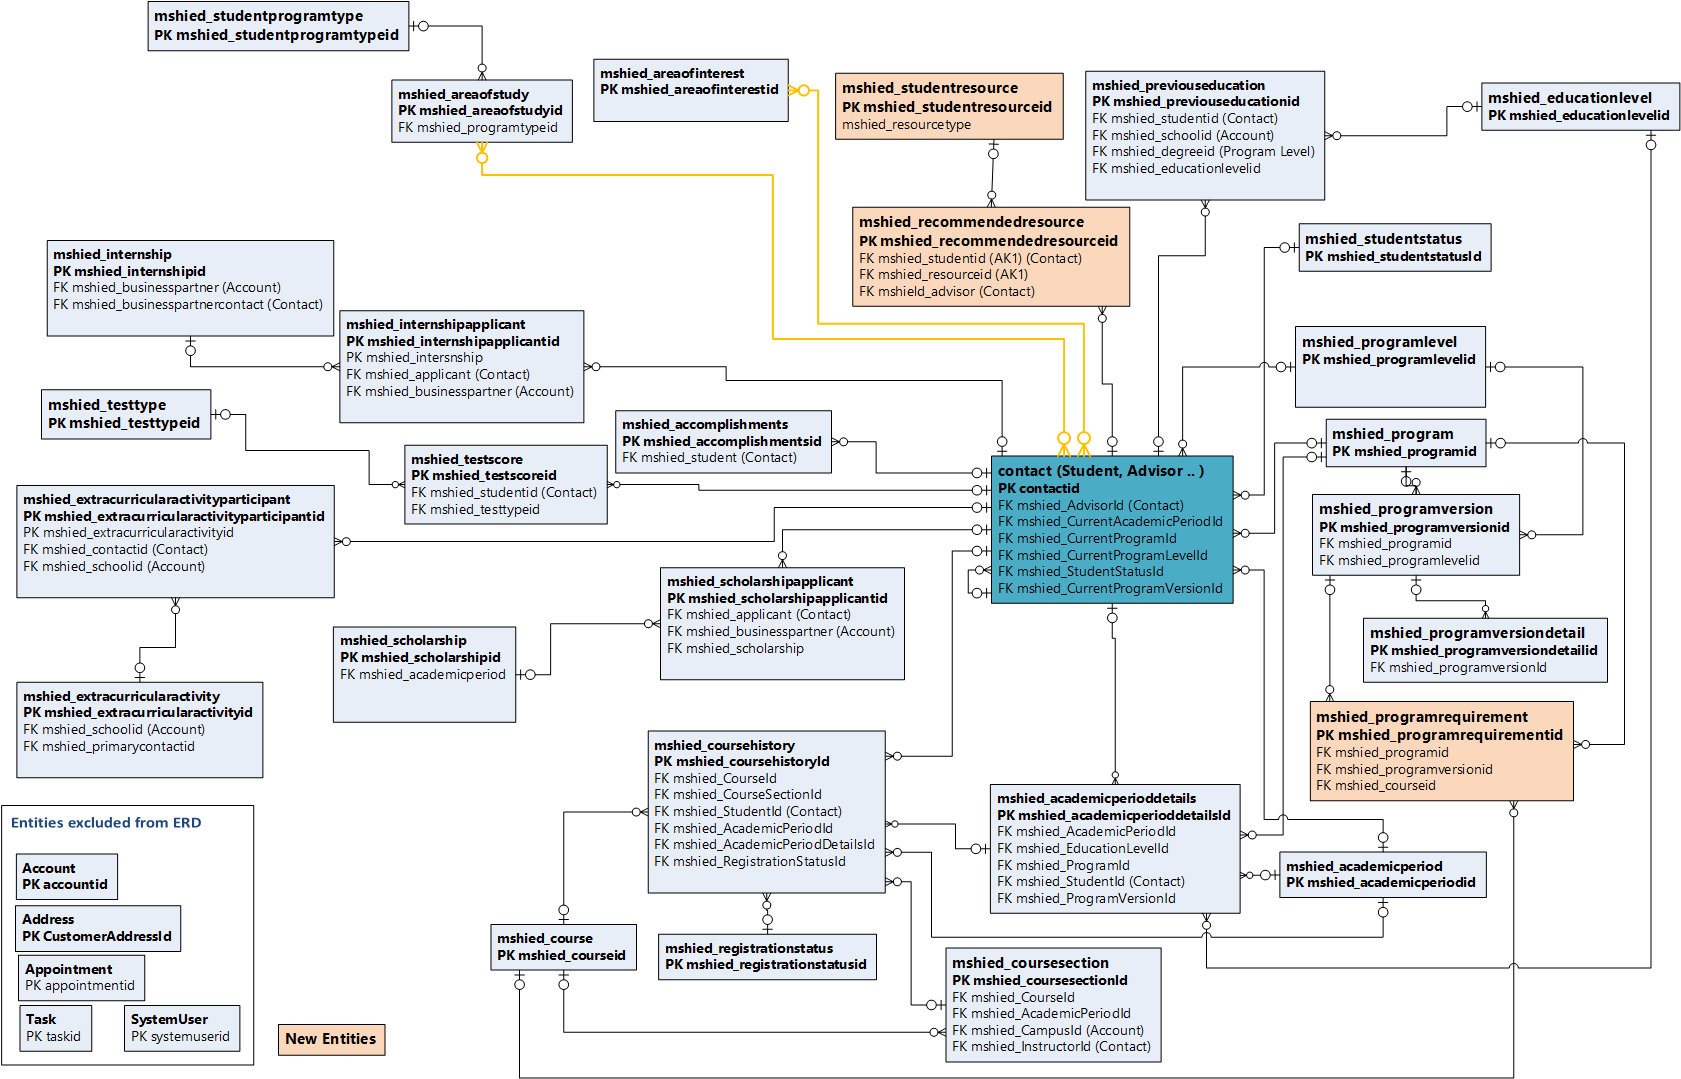 mshied_studentprogramtype
PK mshied_studentprogramtypeid
mshied_areaofstudy
PK mshied_areaofstudyid
FK mshied_programtypeid
mshied_areaofinterest
PK mshied_areaofinterestid
mshied_studentresource
PK mshied_studentresourceid
mshied_resourcetype
mshied_previouseducation
PK mshied_previouseducationid
FK mshied_studentid (Contact)
FK mshied_schoolid (Account)
FK mshied_degreeid (Program Level)
FK mshied_educationlevelid
mshied_educationlevel
PK mshied_educationlevelid
mshied_recommendedresource
PK mshied_recommendedresourceid
FK mshied_studentid (AK1) (Contact)
FK mshied_resourceid (AK1)
FK mshield_advisor (Contact)
mshied_studentstatus
PK mshied_studentstatusId
mshied_internship
PK mshied_internshipid
FK mshied_businesspartner (Account)
FK mshied_businesspartnercontact (Contact)
mshied_internshipapplicant
PK mshied_internshipapplicantid
PK mshied_intersnship
FK mshied_applicant (Contact)
FK mshied_businesspartner (Account)
mshied_programlevel
PK mshied_programlevelid
mshied_testtype
PK mshied_testtypeid
mshied_accomplishments
PK mshied_accomplishmentsid
FK mshied_student (Contact)
mshied_program
PK mshied_programid
mshied_testscore
PK mshied_testscoreid
FK mshied_studentid (Contact)
FK mshied_testtypeid
contact (Student, Advisor .. )
PK contactid
FK mshied_AdvisorId (Contact)
FK mshied_CurrentAcademicPeriodId
FK mshied_CurrentProgramId
FK mshied_CurrentProgramLevelId
FK mshied_StudentStatusId
FK mshied_CurrentProgramVersionId
mshied_extracurricularactivityparticipant
PK mshied_extracurricularactivityparticipantid
PK mshied_extracurricularactivityid
FK mshied_contactid (Contact)
FK mshied_schoolid (Account)
mshied_programversion
PK mshied_programversionid
FK mshied_programid
FK mshied_programlevelid
mshied_scholarshipapplicant
PK mshied_scholarshipapplicantid
FK mshied_applicant (Contact)
FK mshied_businesspartner (Account)
FK mshied_scholarship
mshied_scholarship
PK mshied_scholarshipid
FK mshied_academicperiod
mshied_programversiondetail
PK mshied_programversiondetailid
FK mshied_programversionId
mshied_extracurricularactivity
PK mshied_extracurricularactivityid
FK mshied_schoolid (Account)
FK mshied_primarycontactid
mshied_programrequirement
PK mshied_programrequirementid
FK mshied_programid
FK mshied_programversionid
FK mshied_courseid
mshied_coursehistory
PK mshied_coursehistoryId
FK mshied_CourseId
FK mshied_CourseSectionId
FK mshied_StudentId (Contact)
FK mshied_AcademicPeriodId
FK mshied_AcademicPeriodDetailsId
FK mshied_RegistrationStatusId
mshied_academicperioddetails
PK mshied_academicperioddetailsId
FK mshied_AcademicPeriodId
FK mshied_EducationLevelId
FK mshied_ProgramId
FK mshied_StudentId (Contact)
FK mshied_ProgramVersionId
mshied_academicperiod
PK mshied_academicperiodid
Entities excluded from ERD
Account
PK accountid
Address
PK CustomerAddressId
Appointment
PK appointmentid
Task
PK taskid
SystemUser
PK systemuserid
New Entities
mshied_course
PK mshied_courseid
mshied_registrationstatus
PK mshied_registrationstatusid
mshied_coursesection
PK mshied_coursesectionId
FK mshied_CourseId
FK mshied_AcademicPeriodId
FK mshied_CampusId (Account)
FK mshied_InstructorId (Contact)